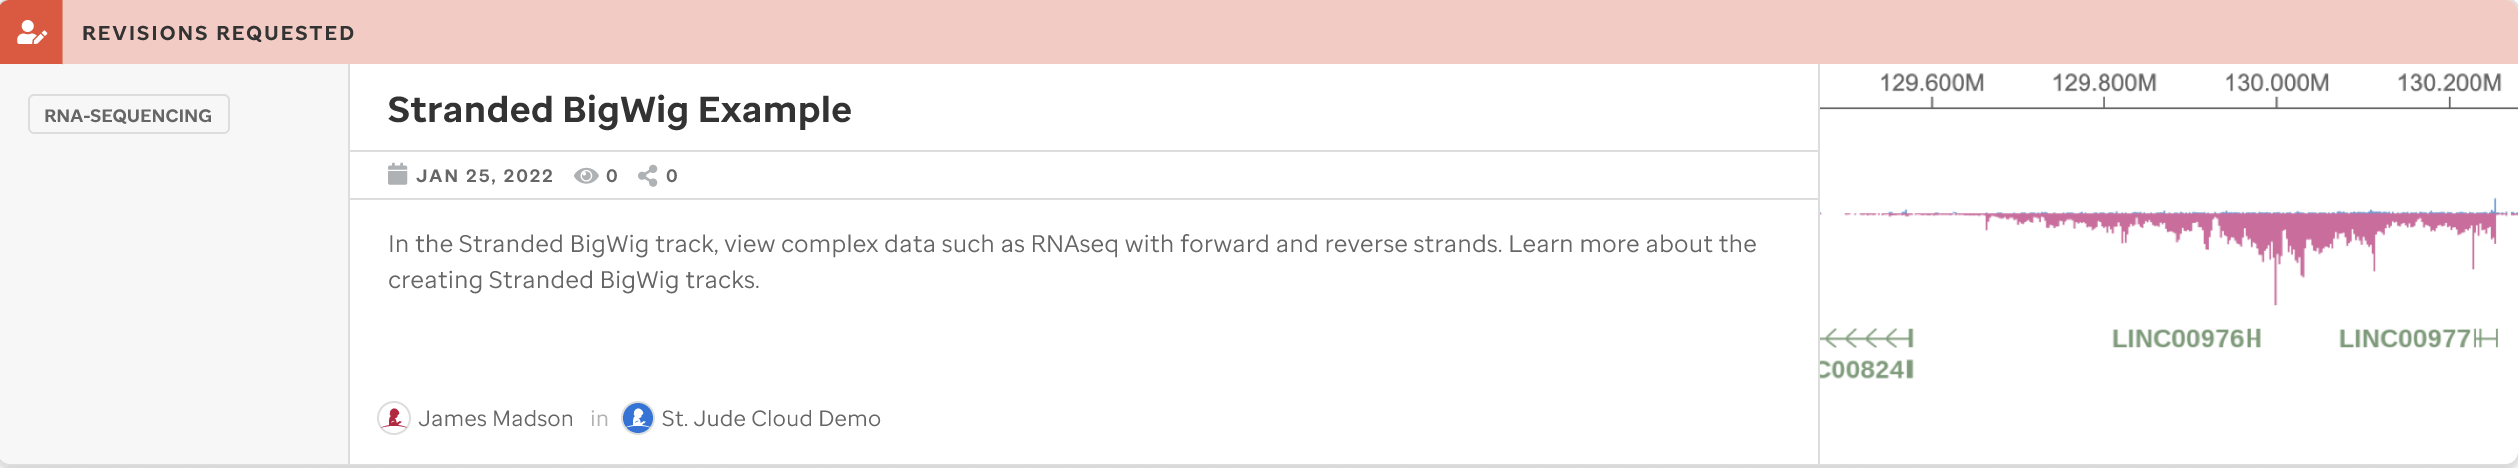 REVISIONS REQUESTED
RNA-SEQUENCING
Stranded BigWig Example
JAN 25, 2022 0 0
In the Stranded BigWig track, view complex data such as RNAseq with forward and reverse strands. Learn more about the
creating Stranded BigWig tracks.
James Madson in St. Jude Cloud Demo
129.600M 129.800M 130.000M 130.200M
LINC00976 LINC00977
C00824